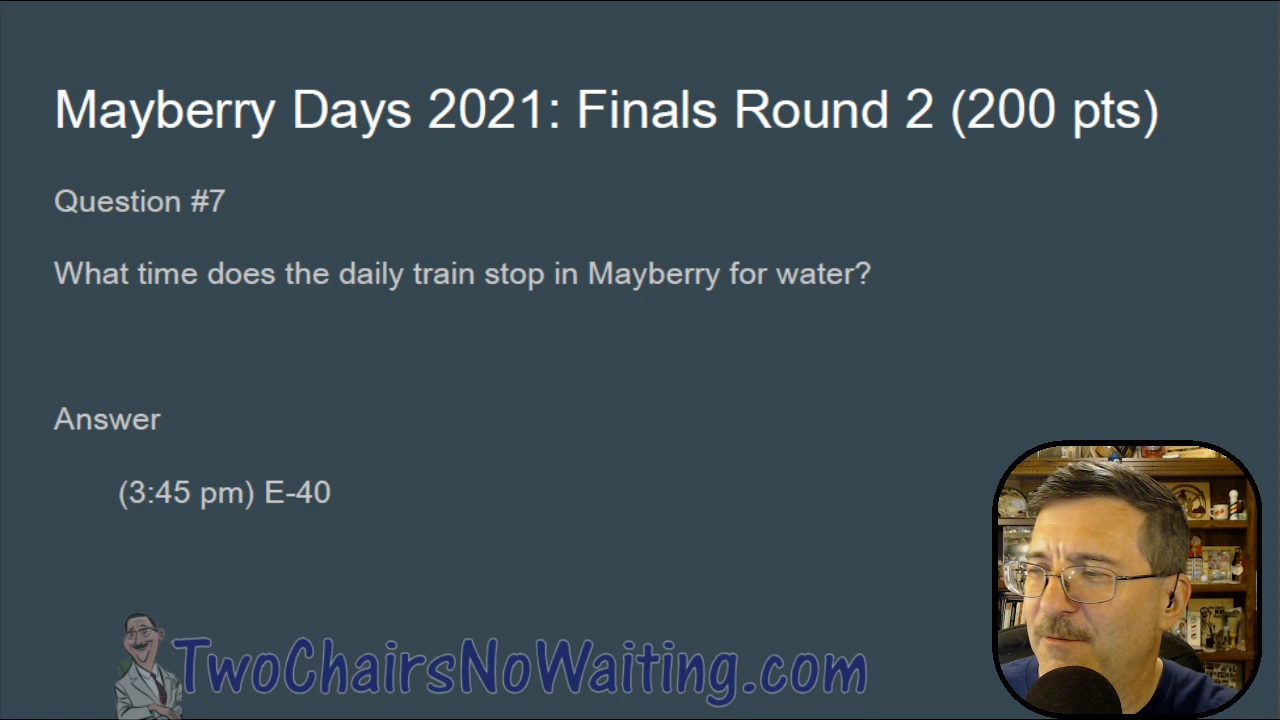 Mayberry Days 2021: Finals Round 2 (200 pts)
Question #7
What time does the daily train stop in Mayberry for water?
Answer
(3:45 pm) E-40
TwoChairsNoWaiting.com